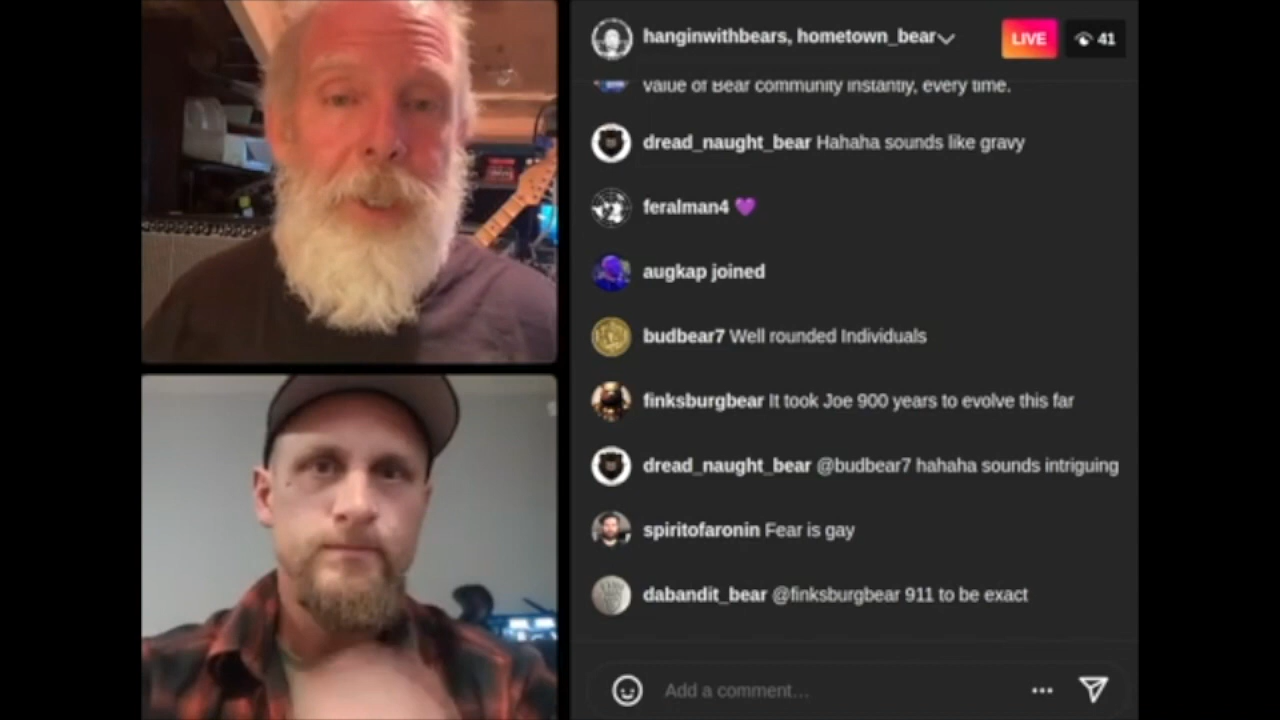 hanginwithbears, hometown_bear
LIVE
41
value of Bear community instantly, every time.
dread_naught_bear Hahaha sounds like gravy
feralman4 💜
augkap joined
budbear7 Well rounded Individuals
finksburgbear It took Joe 900 years to evolve this far
dread_naught_bear @budbear7 hahaha sounds intriguing
spiritofaronin Fear is gay
dabandit_bear @finksburgbear 911 to be exact
Add a comment…